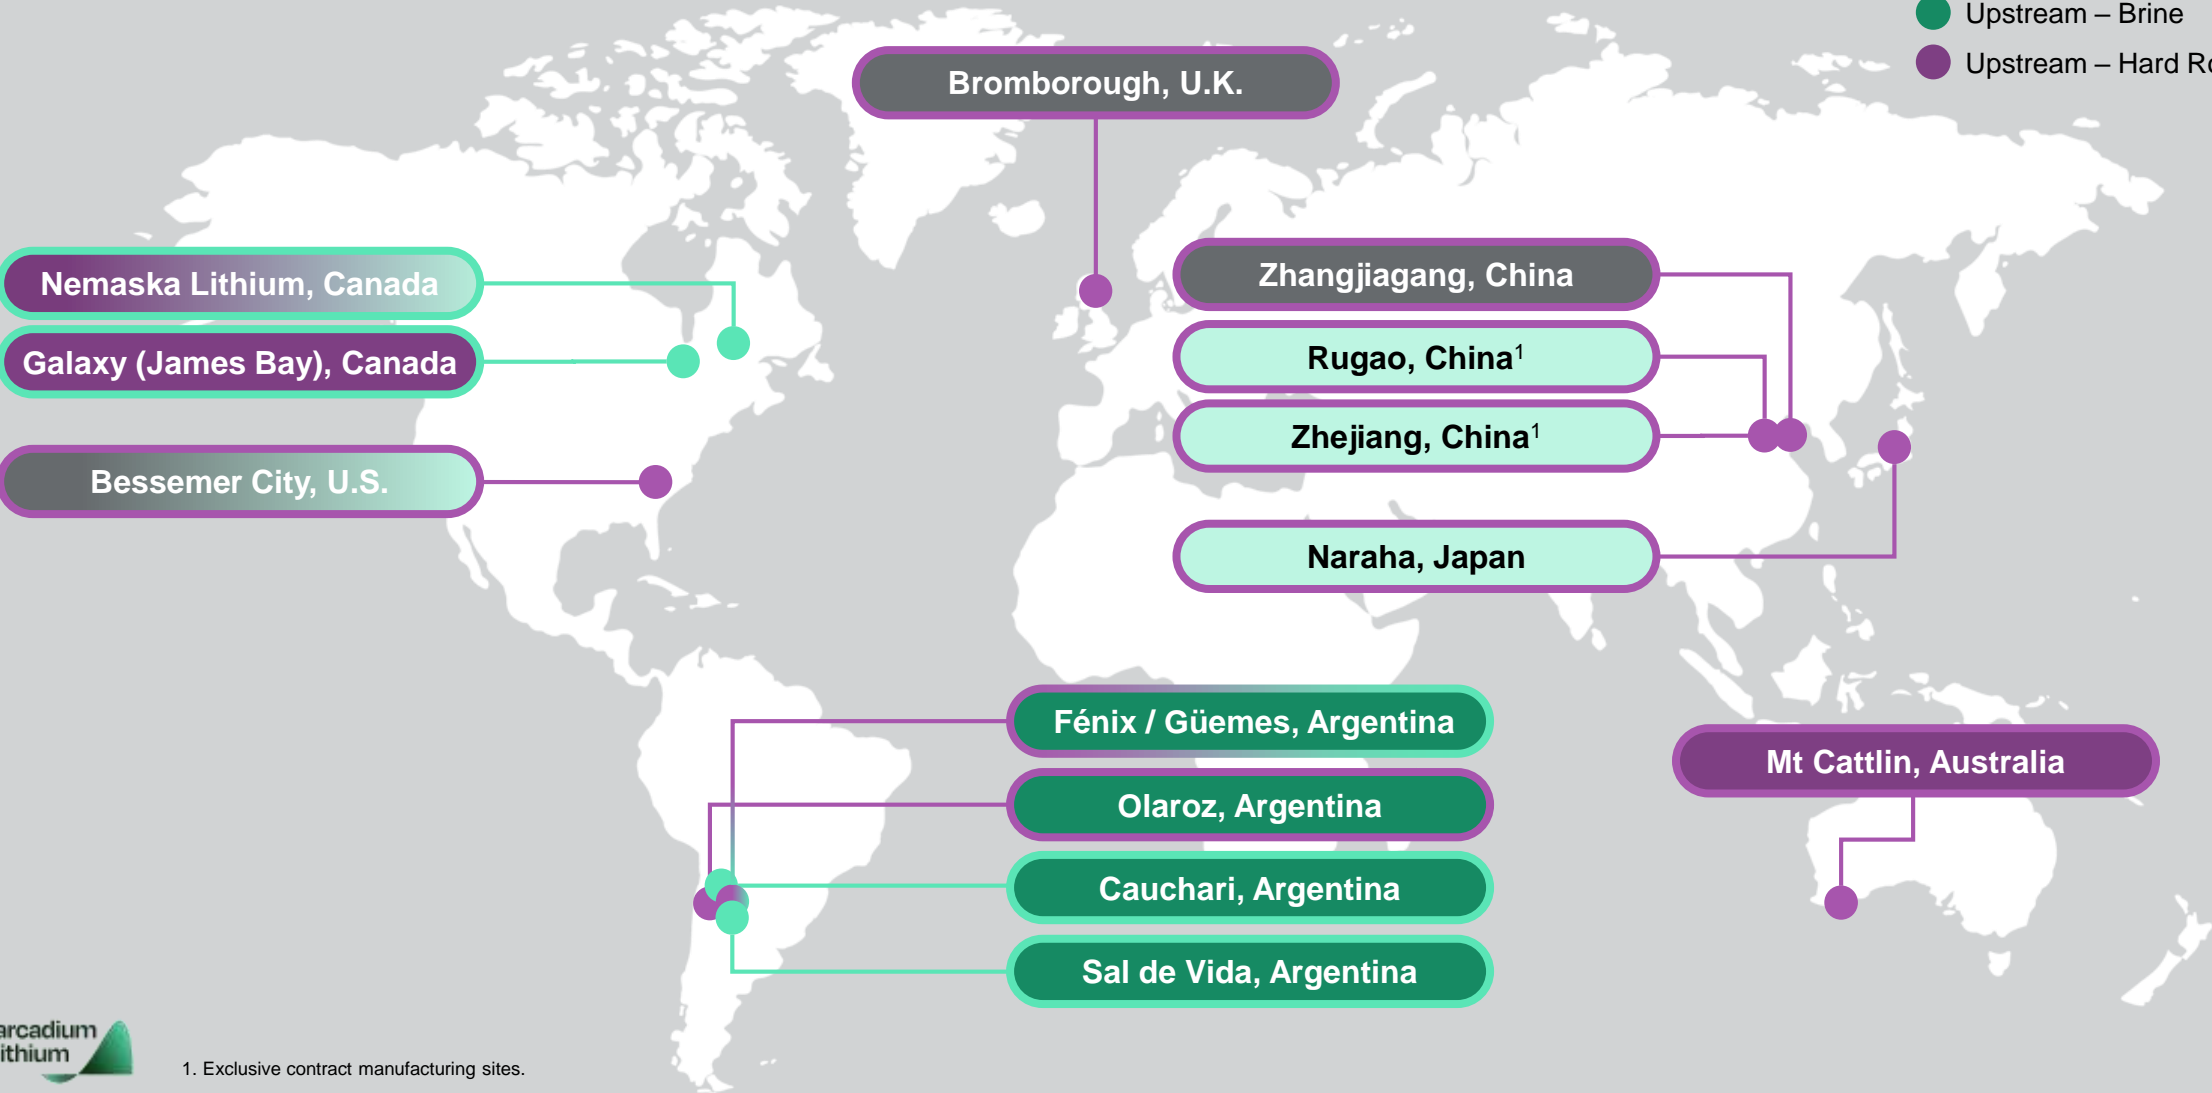 Upstream – Brine
Upstream – Hard
Bromborough, U.K.
Nemaska Lithium, Canada
Zhangjiagang, China
Galaxy (James Bay), Canada
Rugao, China¹
Zhejiang, China¹
Bessemer City, U.S.
Naraha, Japan
Fénix / Güemes, Argentina
Mt Cattlin, Australia
Olaroz, Argentina
Cauchari, Argentina
Sal de Vida, Argentina
arcadium
lithium
1. Exclusive contract manufacturing sites.